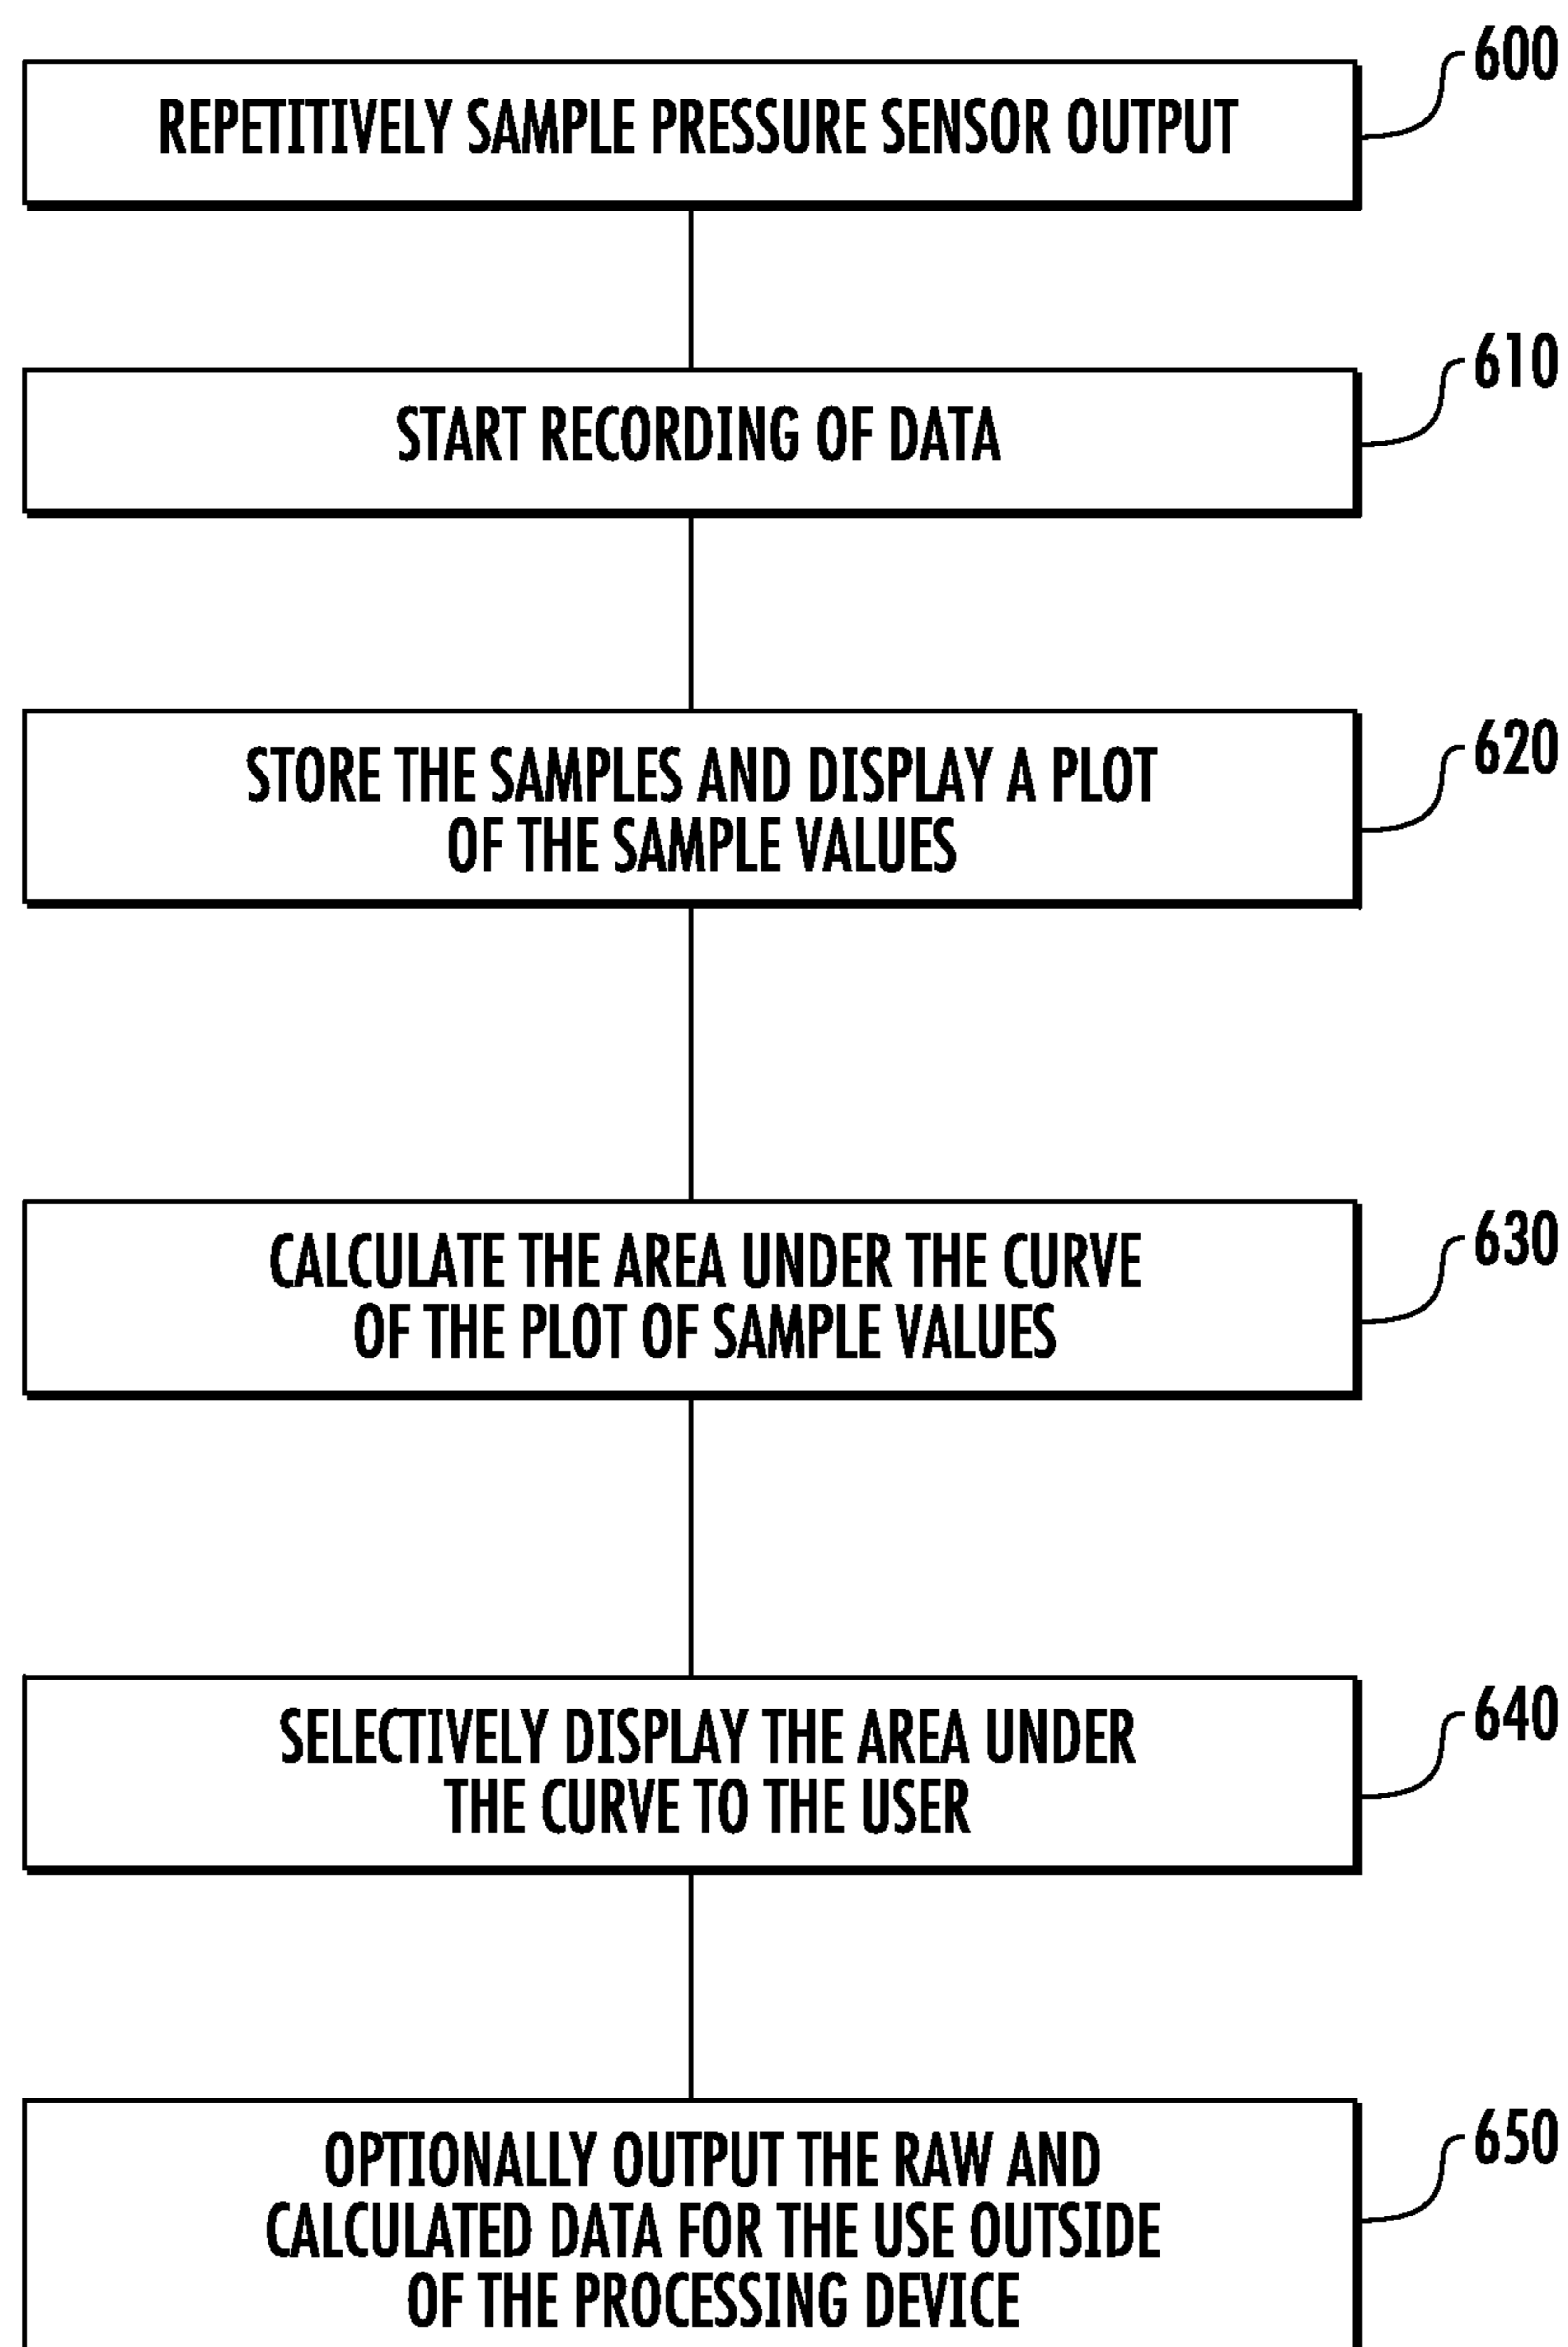 600
REPETITIVELY SAMPLE PRESSURE SENSOR OUTPUT
610
START RECORDING OF DATA
620
STORE THE SAMPLES AND DISPLAY A PLOT
OF THE SAMPLE VALUES
630
CALCULATE THE AREA UNDER THE CURVE
OF THE PLOT OF SAMPLE VALUES
640
SELECTIVELY DISPLAY THE AREA UNDER
THE CURVE TO THE USER
650
OPTIONALLY OUTPUT THE RAW AND
CALCULATED DATA FOR THE USE OUTSIDE
OF THE PROCESSING DEVICE